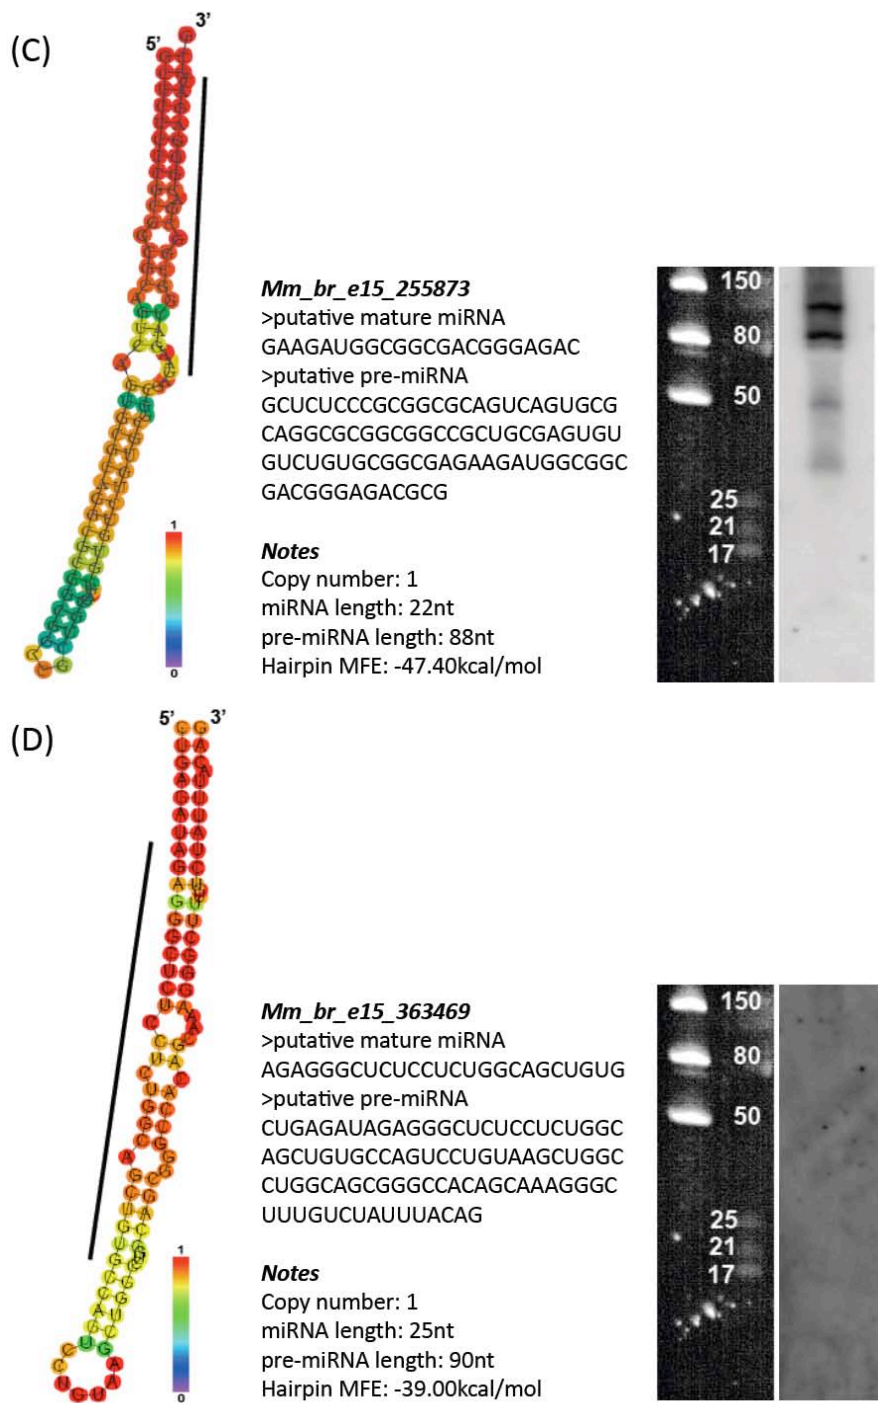 (C)
5’
3’
Mm_br_e15_255873
>putative mature miRNA
GAAGAUGGCGGCGACGGGAGAC
>putative pre-miRNA
GCUCUCCCGCGGCGCAGUCAGUGCG
CAGGCGCGGCGGCCGCUGCGAGUGU
GUCUGUGCGGCGAGAAGAUGGCGGC
GACGGGAGACGCG
Notes
Copy number: 1
miRNA length: 22nt
pre-miRNA length: 88nt
Hairpin MFE: -47.40kcal/mol
1
0
150
80
50
25
21
17
(D)
5’
3’
Mm_br_e15_363469
>putative mature miRNA
AGAGGGCUCUCCUCUGGCAGCUGUG
>putative pre-miRNA
CUGAGAUAGAGGGCUCUCCUCUGGC
AGCUGUGCCAGUCCUGUAAGCUGGC
CUGGCAGCGGGCCACAGCAAAGGGC
UUUGUCUAUUUACAG
Notes
Copy number: 1
miRNA length: 25nt
pre-miRNA length: 90nt
Hairpin MFE: -39.00kcal/mol
1
0
150
80
50
25
21
17